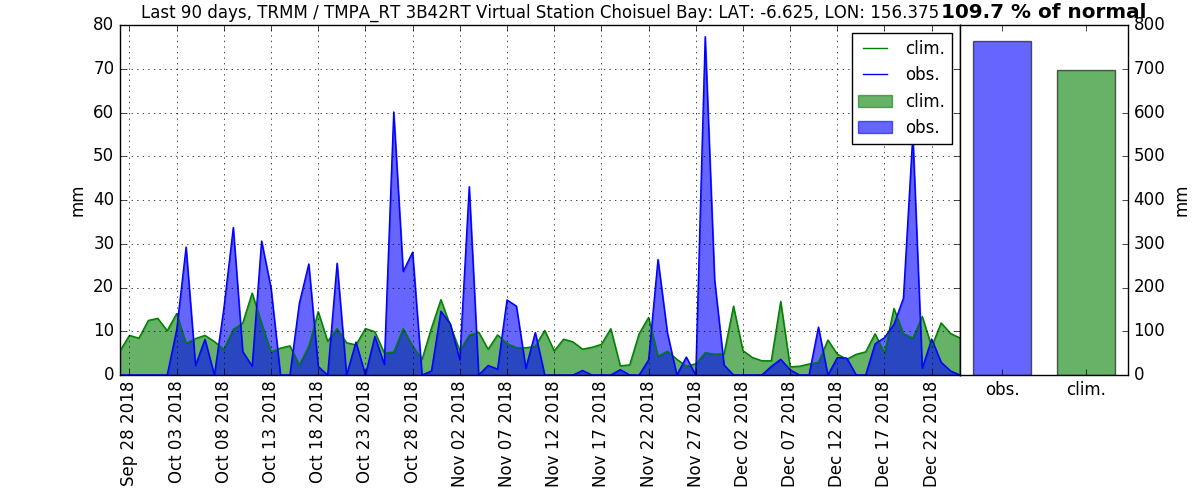 Last 90 days, TRMM / TMPA_RT 3B42RT Virtual Station Choisuel Bay: LAT: -6.625, LON: 156.375
109.7 % of normal
80
70
60
50
40
30
20
10
0
mm
clim.
obs.
clim.
obs.
Sep 28 2018
Oct 03 2018
Oct 08 2018
Oct 13 2018
Oct 18 2018
Oct 23 2018
Oct 28 2018
Nov 02 2018
Nov 07 2018
Nov 12 2018
Nov 17 2018
Nov 22 2018
Nov 27 2018
Dec 02 2018
Dec 07 2018
Dec 12 2018
Dec 17 2018
Dec 22 2018
800
700
600
500
400
300
200
100
0
mm
obs.
clim.